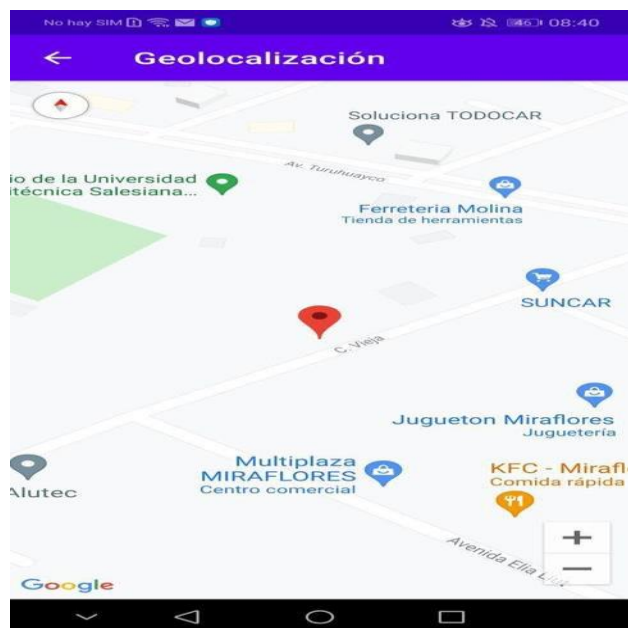 No hay SIM 46 08:40
Geolocalización
Soluciona TODOCAR
Av. Turuhuayco
io de la Universidad
itécnica Salesiana...
Ferreteria Molina
Tienda de herramientas
SUNCAR
C. Vieja
Jugueton Miraflores
Juguetería
Multiplaza
MIRAFLORES
Centro comercial
KFC - Mirafl
Comida rápida
Alutec
Avenida Elia Liut
Google